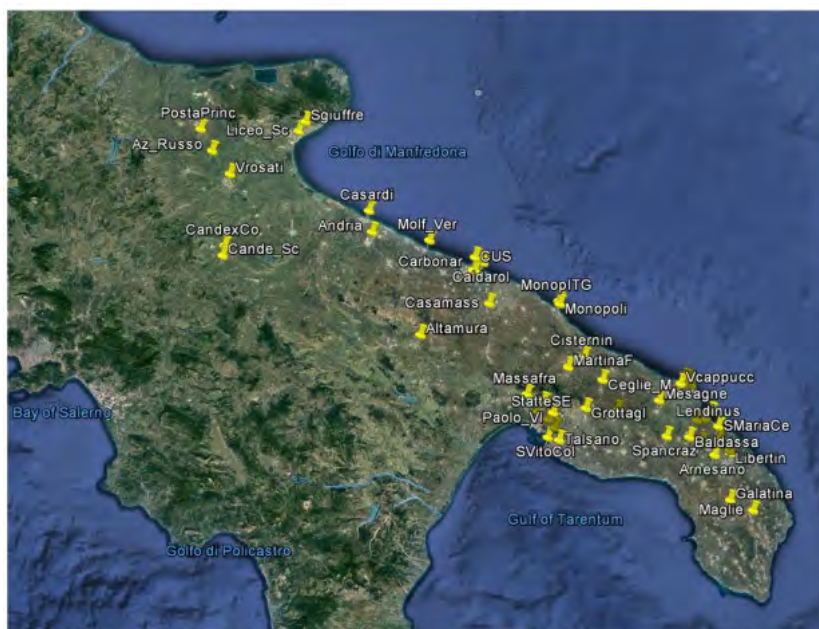 PostaPrinc
Sgiuffre
Liceo_Sc
Az_Russo
Golfo di Manfredonia
Vrosati
Casardi
Andria
Molf_Ver
CandexCo,
Cande_Sc
Carbonar
CUS
Caldarol
MonopITG
Casamass
Monopoli
Altamura
Cisternin
MartinaF
Massafra
Ceglie_M
Vcappucc
Mesagne
Bay of Salerno
StatteSE
Paolo_VI
Grottagl
Lendinus
SMariaCe
Talsano
SVitoCol
Spancraz
Baldassa
Libertin
Arnesano
Galatina
Maglie
Gulf of Tarentum
Golfo di Policastro